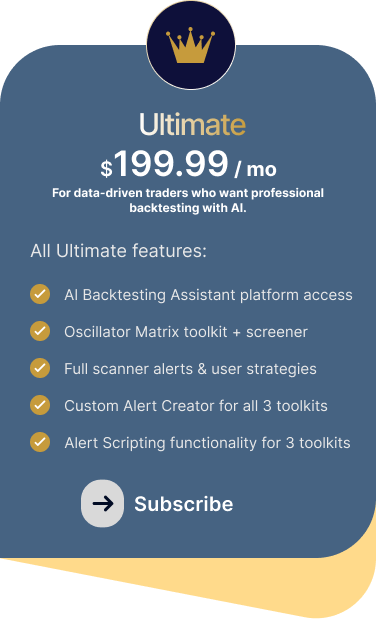 Ultimate
$199.99 / mo
For data-driven traders who want professional
backtesting with AI.
All Ultimate features:
AI Backtesting Assistant platform access
Oscillator Matrix toolkit + screener
Full scanner alerts & user strategies
Custom Alert Creator for all 3 toolkits
Alert Scripting functionality for 3 toolkits
Subscribe